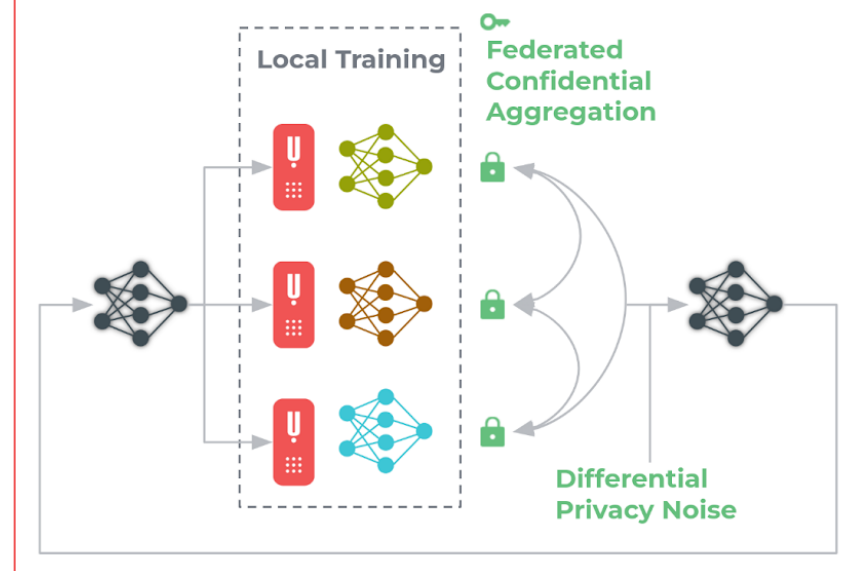 Local Training
Federated
Confidential
Aggregation
Differential
Privacy Noise